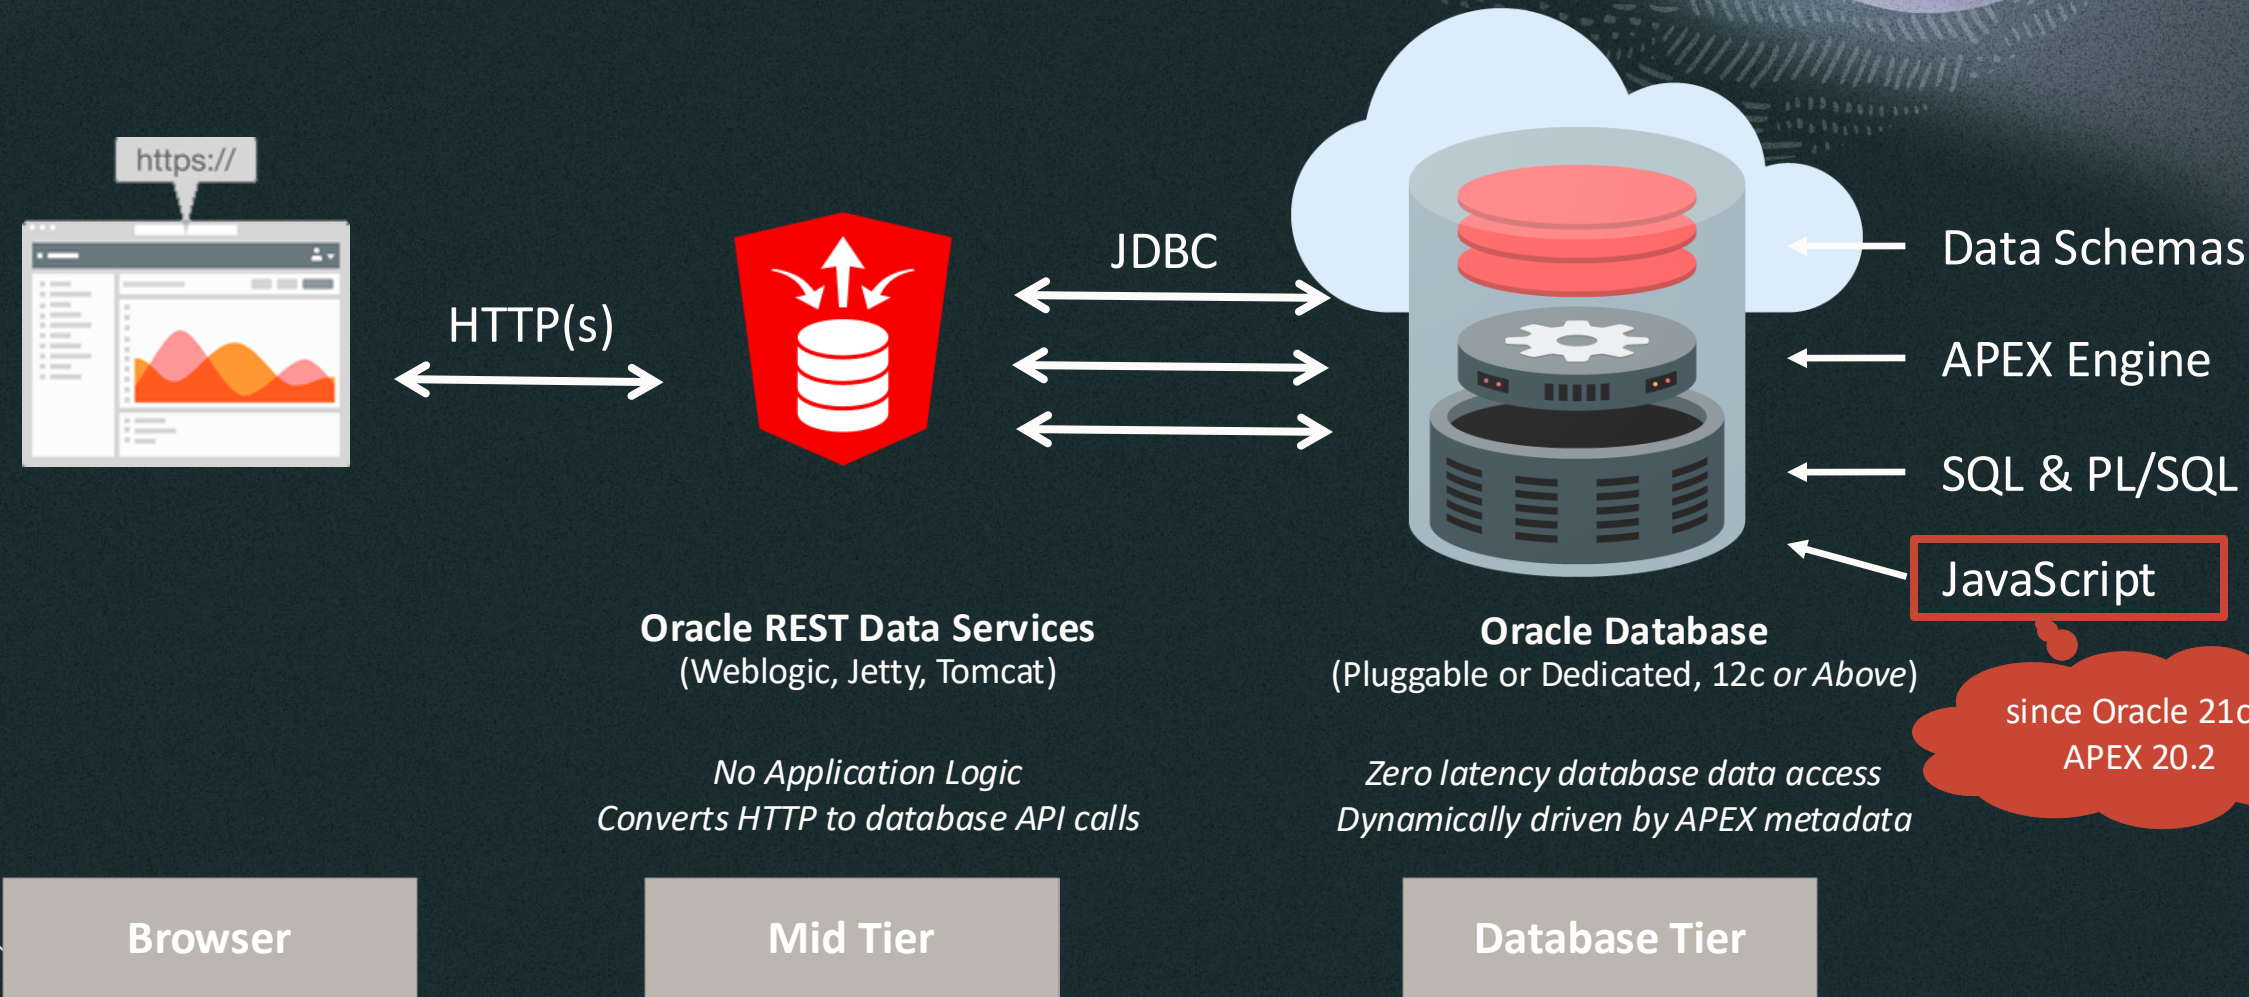 https://
HTTP(s)
JDBC
Data Schemas
APEX Engine
SQL & PL/SQL
JavaScript
since Oracle 21c
APEX 20.2
Oracle REST Data Services
(Weblogic, Jetty, Tomcat)
No Application Logic
Converts HTTP to database API calls
Oracle Database
(Pluggable or Dedicated, 12c or Above)
Zero latency database data access
Dynamically driven by APEX metadata
Browser
Mid Tier
Database Tier